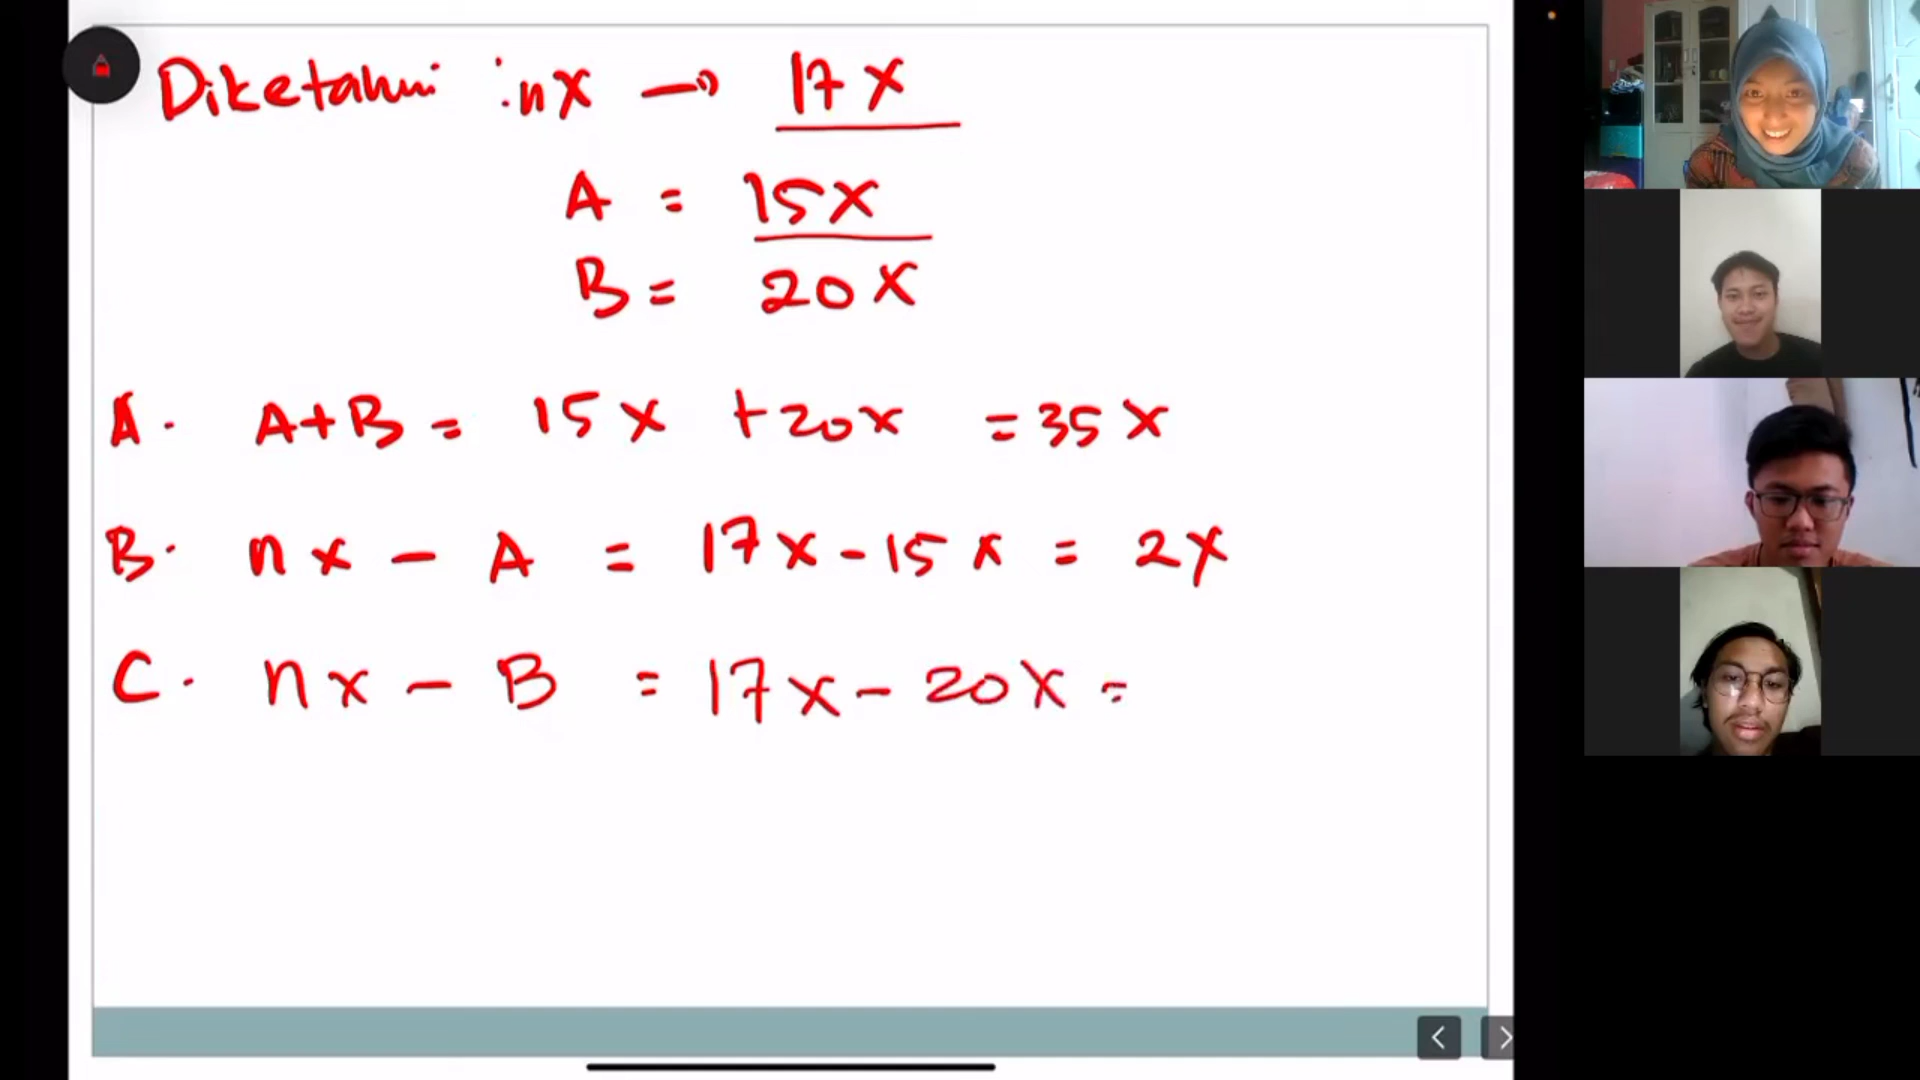 Diketahui : nx → 17x
A = 15x
B = 20x
A. A+B = 15x +20x = 35x
B. nx - A = 17x - 15x = 2x
C. nx - B = 17x - 20x =